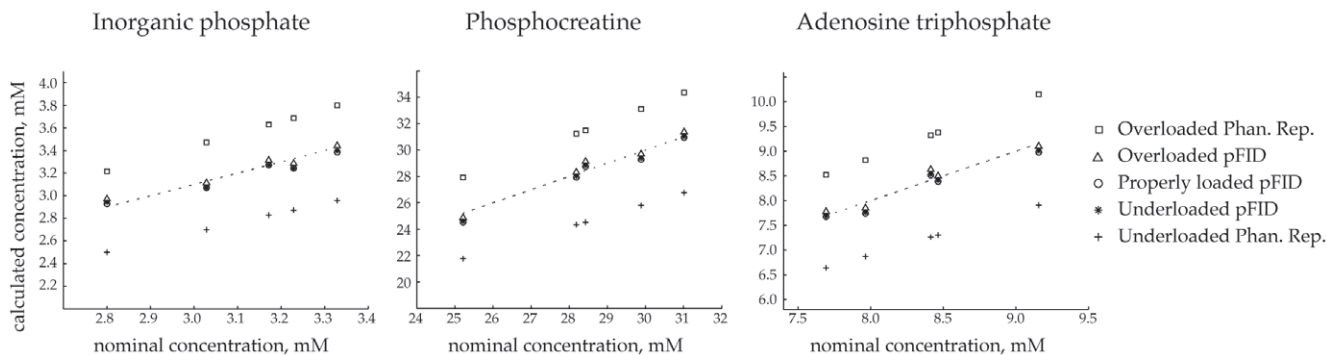 Inorganic phosphate
Phosphocreatine
Adenosine triphosphate
calculated concentration, mM
4.0
3.8
3.6
3.4
3.2
3.0
2.8
2.6
2.4
2.2
2.8 2.9 3.0 3.1 3.2 3.3 3.4
nominal concentration, mM
34
32
30
28
26
24
22
20
24 25 26 27 28 29 30 31 32
nominal concentration, mM
10.0
9.5
9.0
8.5
8.0
7.5
7.0
6.5
6.0
7.5 8.0 8.5 9.0 9.5
nominal concentration, mM
Overloaded Phan. Rep.
Overloaded pFID
Properly loaded pFID
Underloaded pFID
Underloaded Phan. Rep.